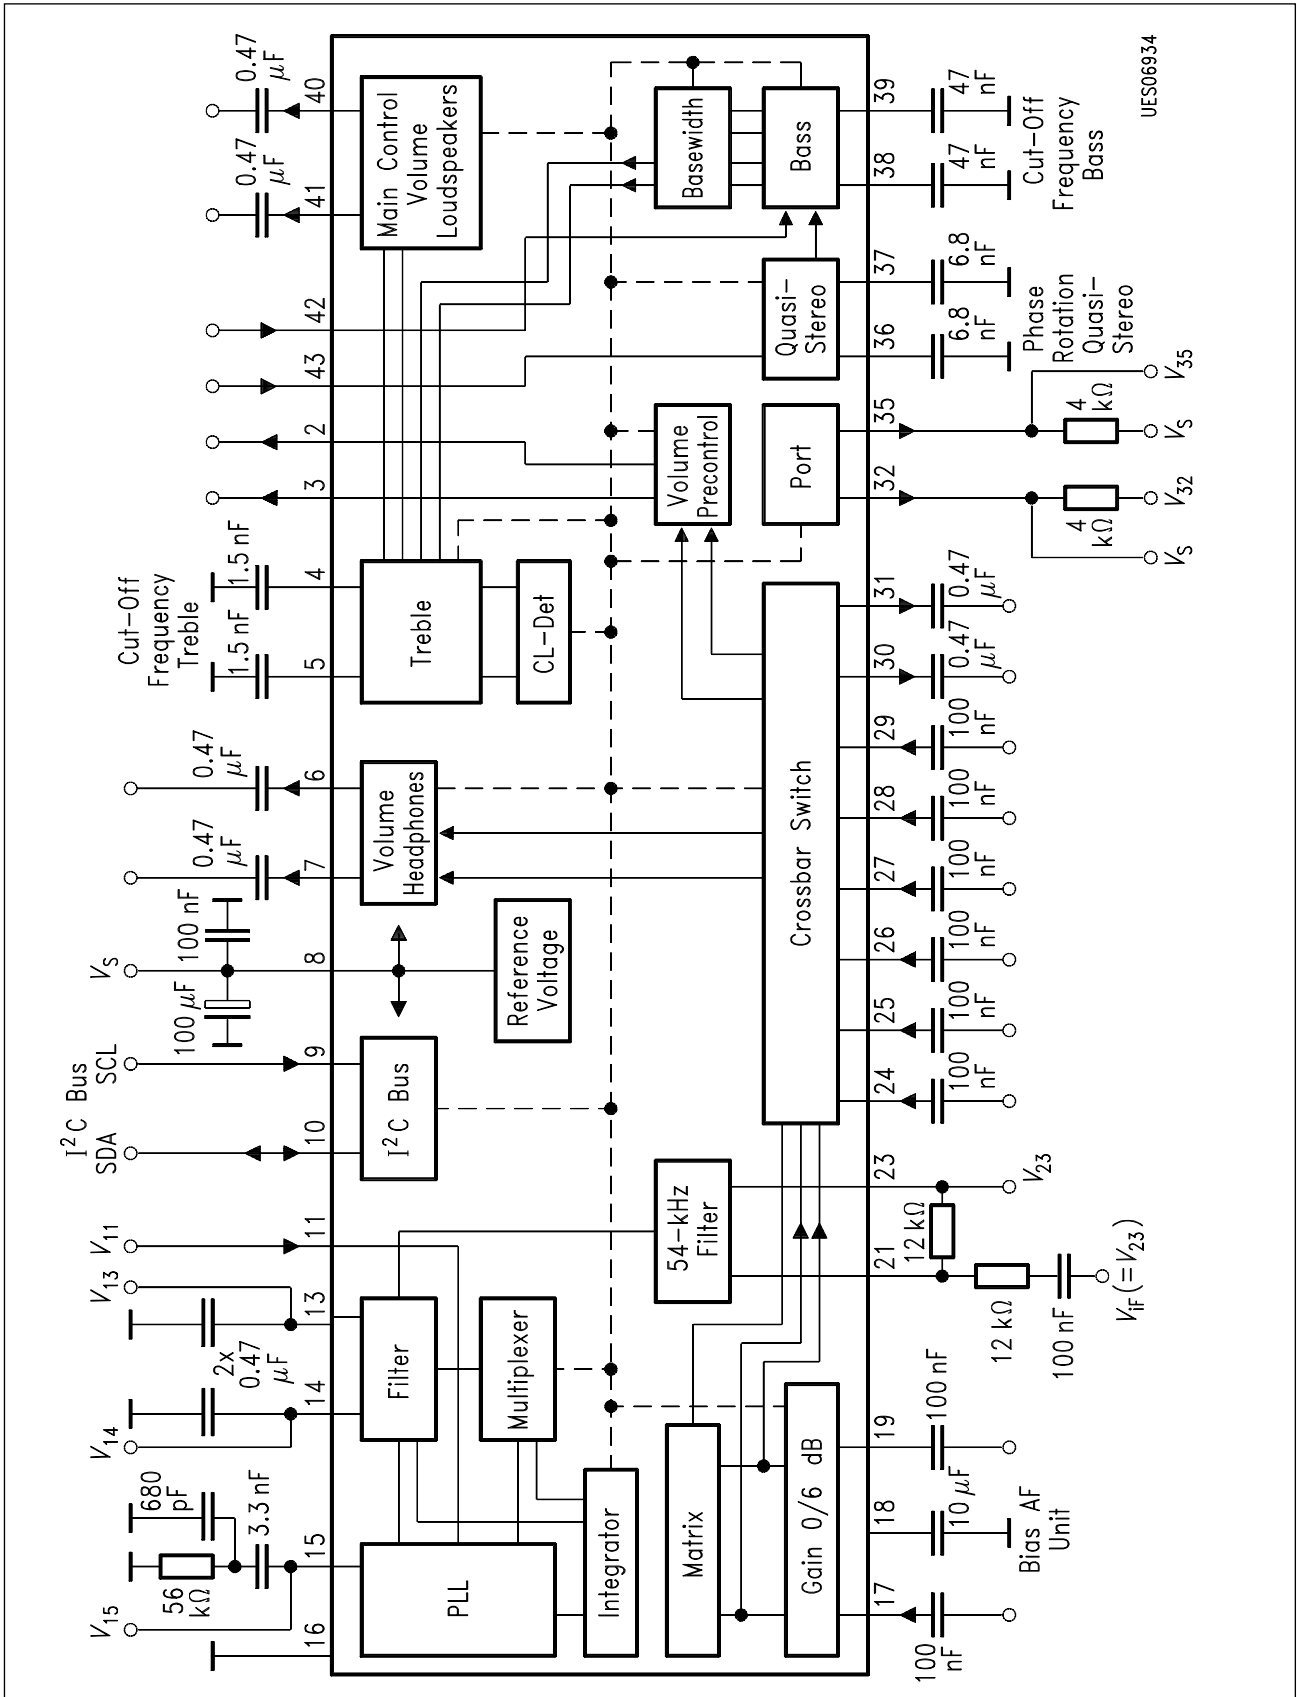 UES06934
0.47
μF
40
0.47
μF
41
42
43
2
3
1.5 nF
4
1.5 nF
5
Cut-Off
Frequency
Treble
0.47
μF
6
0.47
μF
7
100 nF
VS
8
100 μF
I²C Bus
SCL
9
SDA
10
V11
11
V13
13
2x
0.47
μF
14
V14
680
pF
3.3 nF
15
56
kΩ
V15
16
Main Control
Volume
Loudspeakers
Treble
CL-Det
Volume
Headphones
Reference
Voltage
I²C Bus
Filter
Multiplexer
PLL
Integrator
Basewidth
Bass
Quasi-
Stereo
Volume
Precontrol
Port
Crossbar Switch
54-kHz
Filter
Matrix
Gain 0/6 dB
39
47
nF
38
47
nF
Cut-Off
Frequency
Bass
37
6.8
nF
36
6.8
nF
Phase
Rotation
Quasi-
Stereo
35
V35
4
kΩ
VS
32
V32
4
kΩ
VS
31
0.47
μF
30
0.47
μF
29
100
nF
28
100
nF
27
100
nF
26
100
nF
25
100
nF
24
100
nF
23
V23
12 kΩ
21
12 kΩ
100 nF
ViF (=V23)
19
100 nF
18
10 μF
Bias AF
Unit
17
100
nF